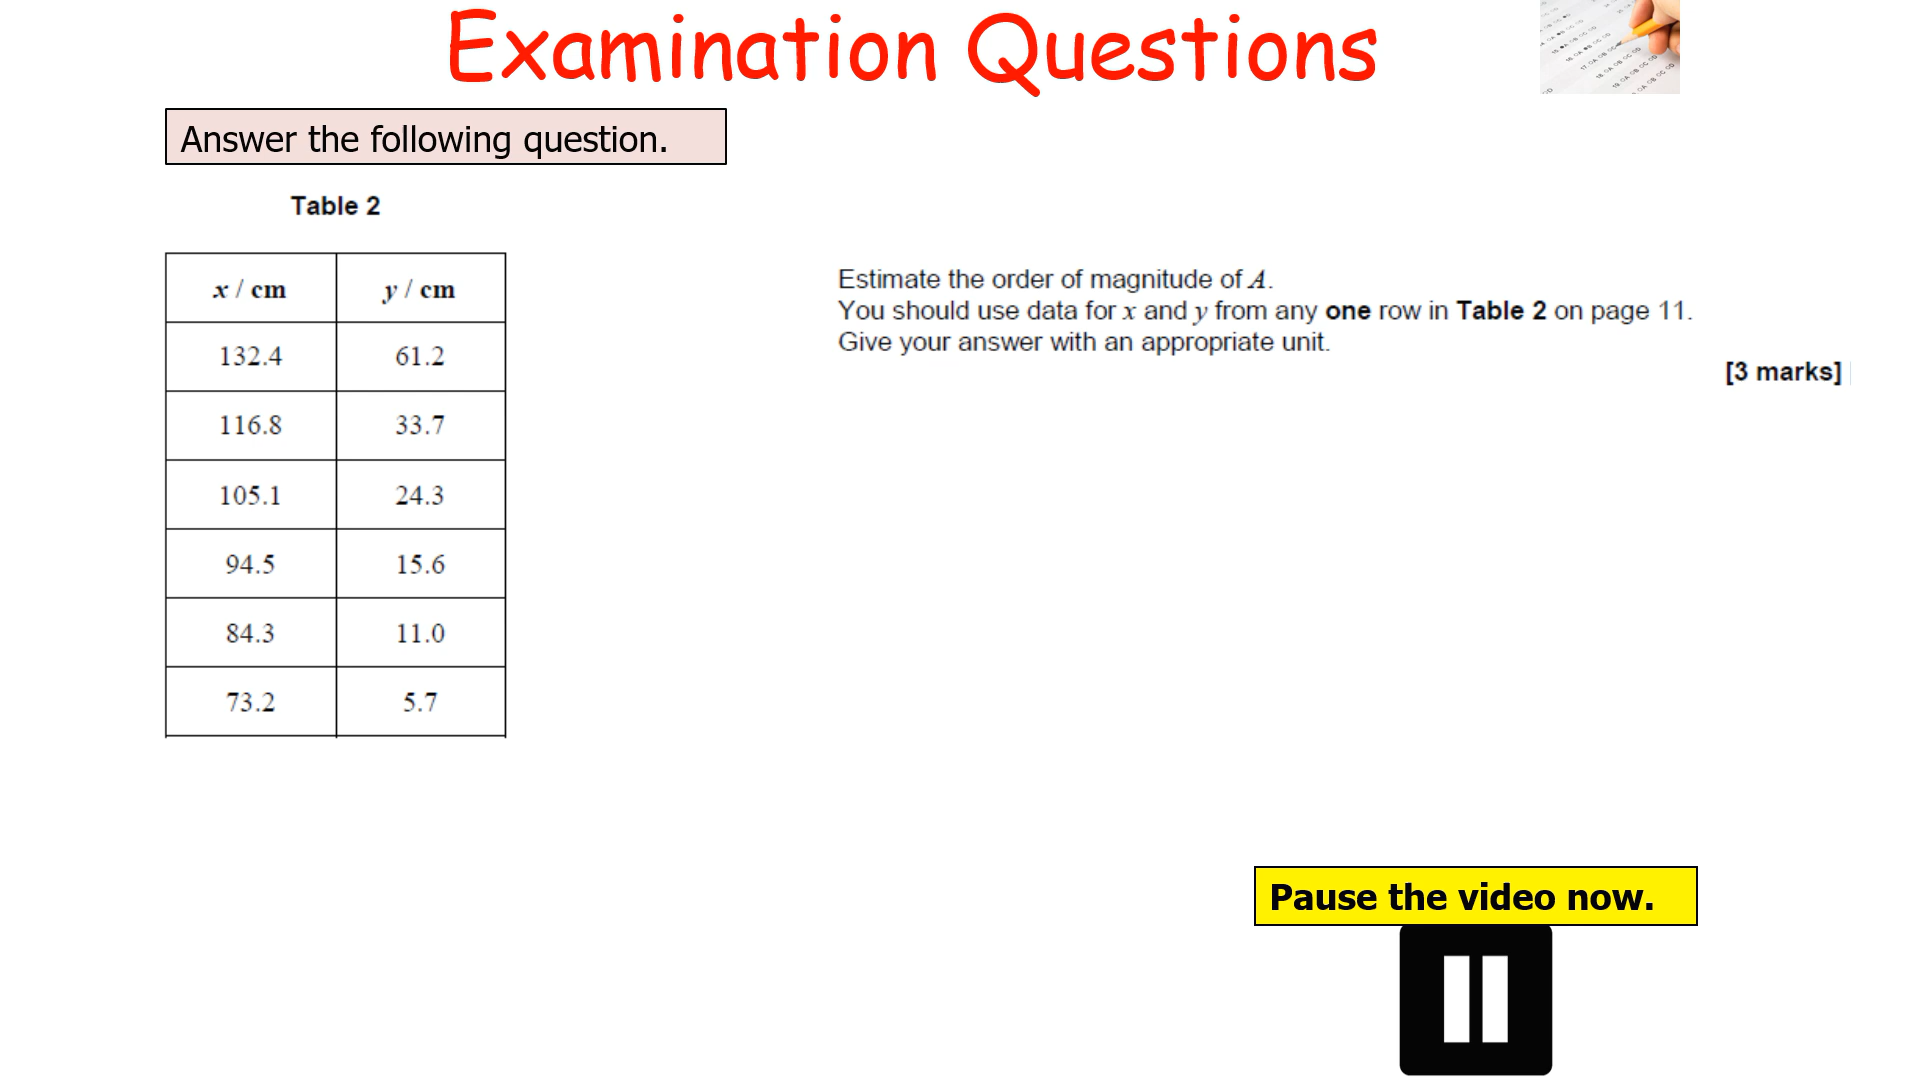 Examination Questions
Answer the following question.
Table 2
x / cm y / cm
132.4 61.2
116.8 33.7
105.1 24.3
94.5 15.6
84.3 11.0
73.2 5.7
Estimate the order of magnitude of A.
You should use data for x and y from any one row in Table 2 on page 11.
Give your answer with an appropriate unit.
[3 marks]
Pause the video now.